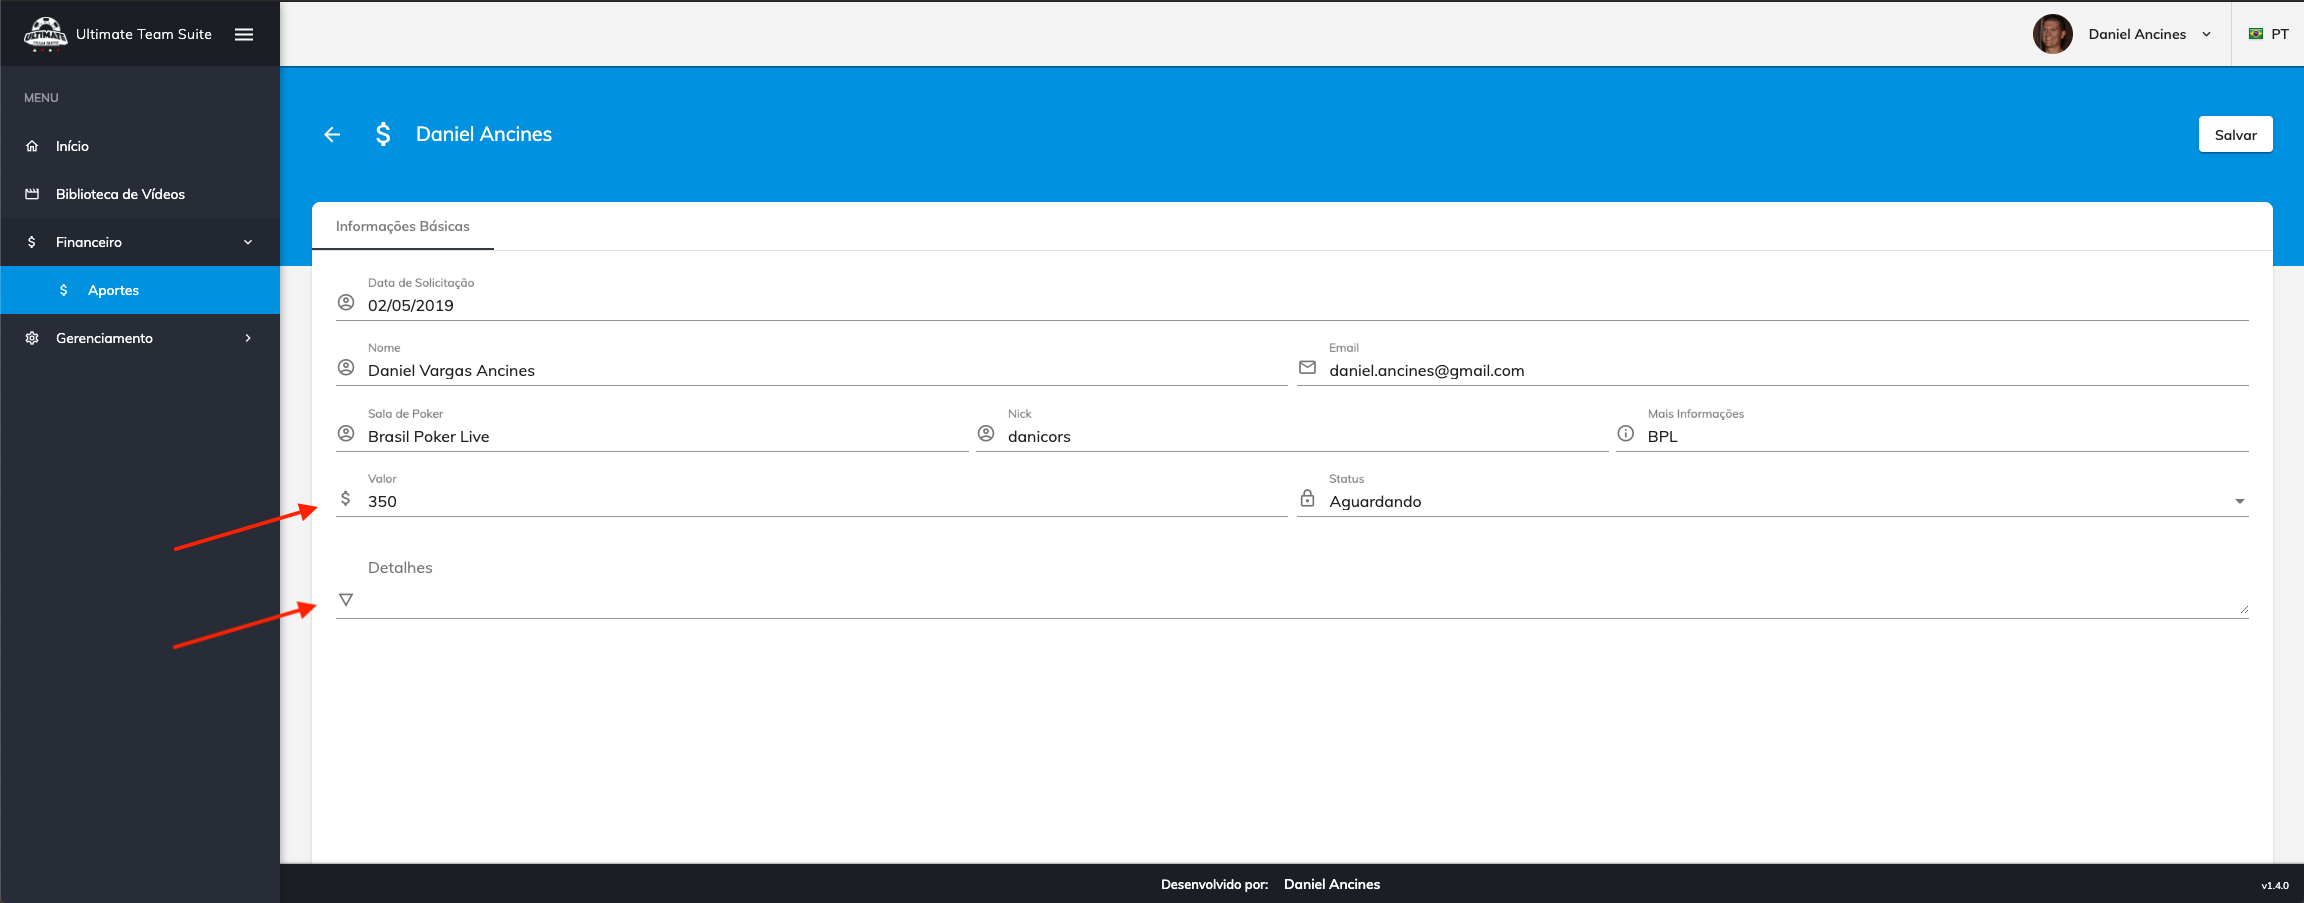 Ultimate Team Suite
Daniel Ancines
PT
MENU
Início
Biblioteca de Vídeos
Financeiro
Aportes
Gerenciamento
Daniel Ancines
Salvar
Informações Básicas
Data de Solicitação
02/05/2019
Nome
Daniel Vargas Ancines
Email
daniel.ancines@gmail.com
Sala de Poker
Brasil Poker Live
Nick
danicors
Mais Informações
BPL
Valor
$ 350
Status
Aguardando
Detalhes
Desenvolvido por: Daniel Ancines
v1.4.0